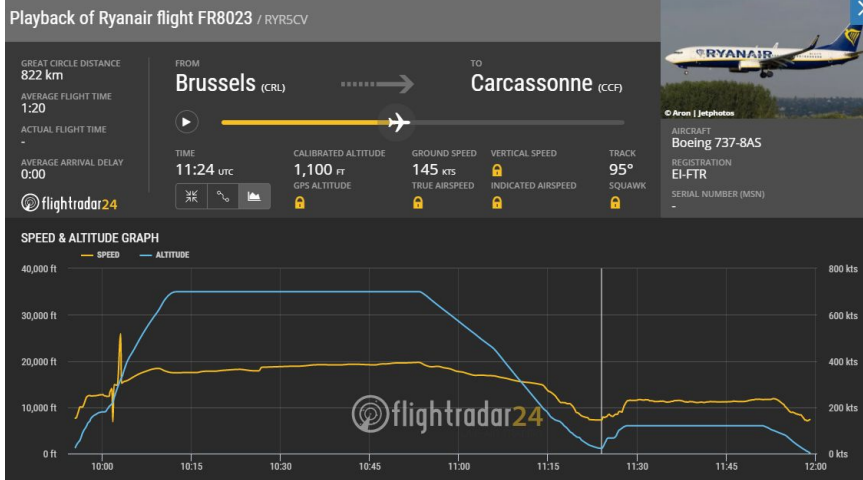 Playback of Ryanair flight FR8023 / RYR5CV
GREAT CIRCLE DISTANCE
822 km
AVERAGE FLIGHT TIME
1:20
ACTUAL FLIGHT TIME
-
AVERAGE ARRIVAL DELAY
0:00
flightradar24
FROM
Brussels (CRL)
TO
Carcassonne (CCF)
TIME
11:24 UTC
CALIBRATED ALTITUDE
1,100 FT
GPS ALTITUDE
GROUND SPEED
145 KTS
TRUE AIRSPEED
VERTICAL SPEED
INDICATED AIRSPEED
TRACK
95°
SQUAWK
RYANAIR
© Aron | Jetphotos
AIRCRAFT
Boeing 737-8AS
REGISTRATION
EI-FTR
SERIAL NUMBER (MSN)
-
SPEED & ALTITUDE GRAPH
SPEED ALTITUDE
40,000 ft 800 kts
30,000 ft 600 kts
20,000 ft 400 kts
10,000 ft 200 kts
0 ft 0 kts
flightradar24
10:00 10:15 10:30 10:45 11:00 11:15 11:30 11:45 12:00